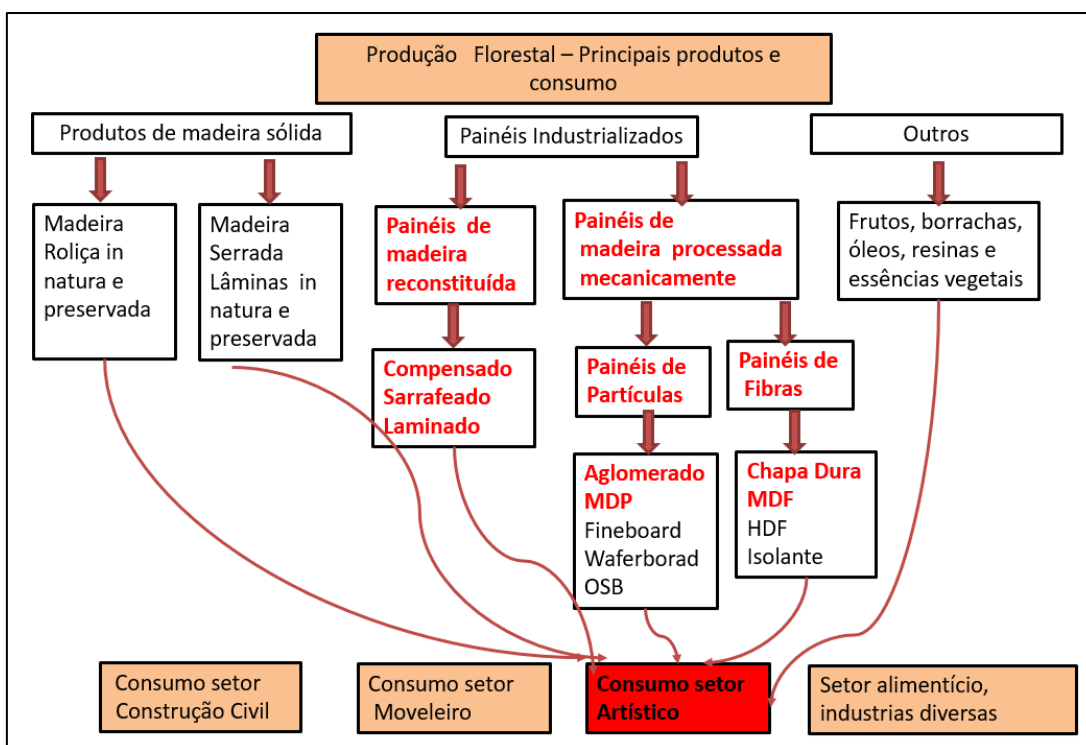 Produção Florestal – Principais produtos e
consumo
Produtos de madeira sólida
Painéis Industrializados
Outros
Madeira
Roliça in
natura e
preservada
Madeira
Serrada
Lâminas in
natura e
preservada
Painéis de
madeira
reconstituída
Painéis de
madeira processada
mecanicamente
Frutos, borrachas,
óleos, resinas e
essências vegetais
Compensado
Sarrafeado
Laminado
Painéis de
Partículas
Painéis de
Fibras
Aglomerado
MDP
Fineboard
Waferborad
OSB
Chapa Dura
MDF
HDF
Isolante
Consumo setor
Construção Civil
Consumo setor
Moveleiro
Consumo setor
Artístico
Setor alimentício,
industrias diversas